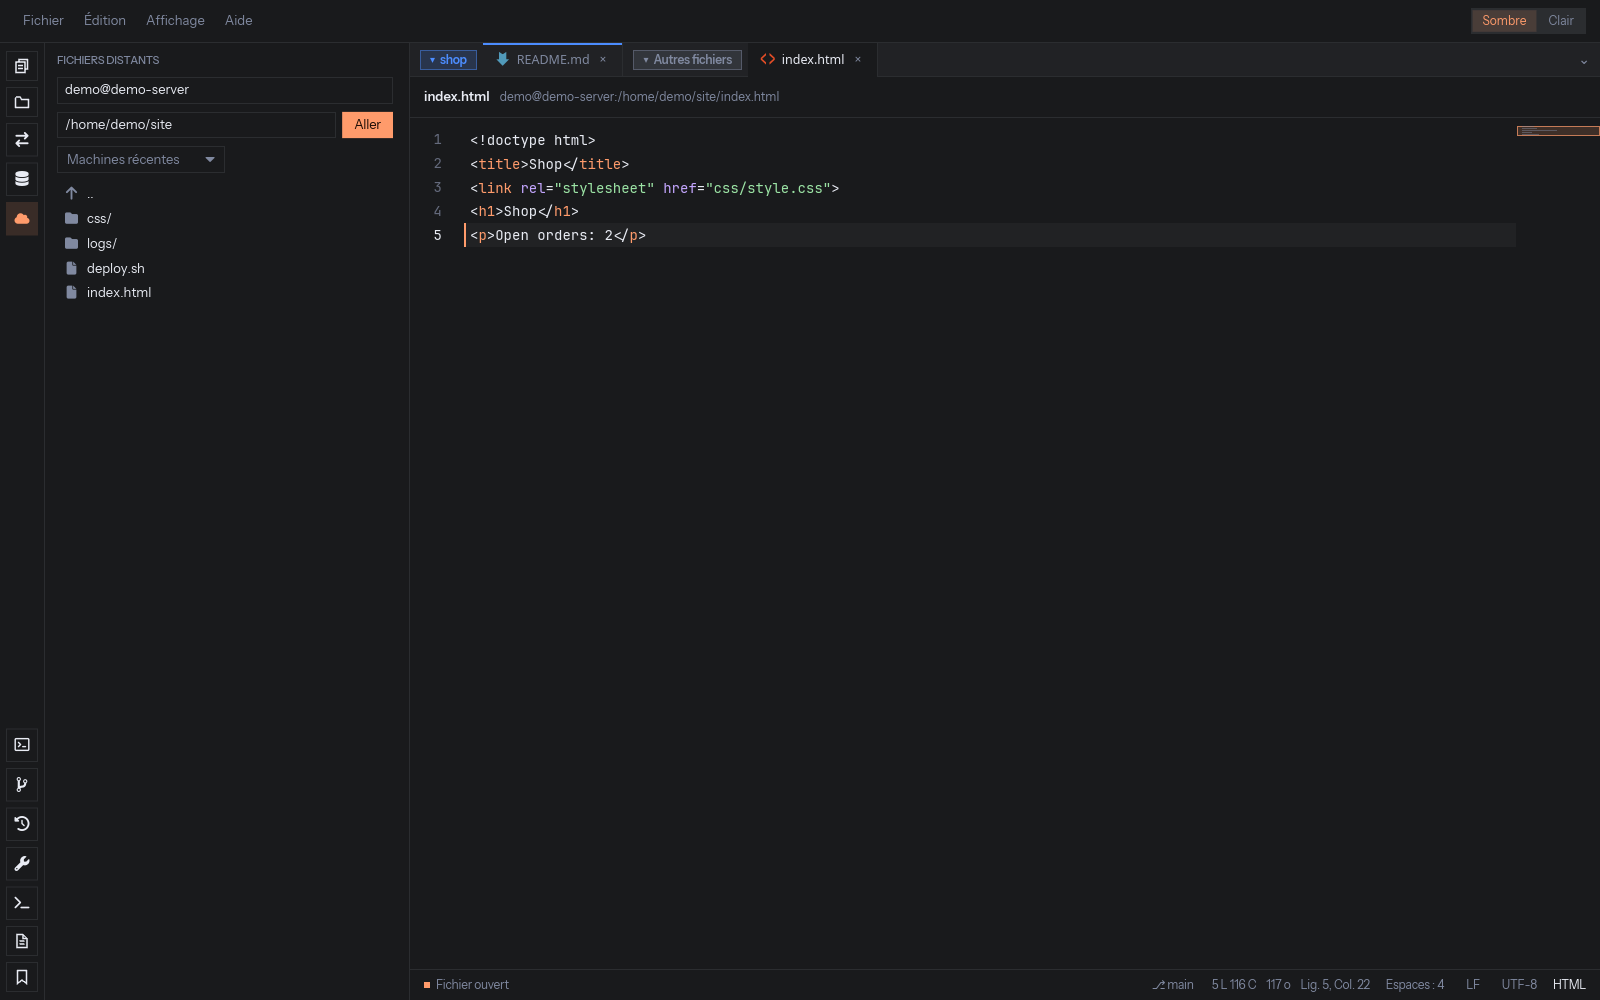 Fichier Édition Affichage Aide Sombre Clair
FICHIERS DISTANTS
demo@demo-server
/home/demo/site Aller
Machines récentes
..
css/
logs/
deploy.sh
index.html
▾ shop README.md × ▾ Autres fichiers index.html ×
index.html demo@demo-server:/home/demo/site/index.html
1 <!doctype html>
2 <title>Shop</title>
3 <link rel="stylesheet" href="css/style.css">
4 <h1>Shop</h1>
5 <p>Open orders: 2</p>
Fichier ouvert main 5 L 116 C 117 o Lig. 5, Col. 22 Espaces : 4 LF UTF-8 HTML